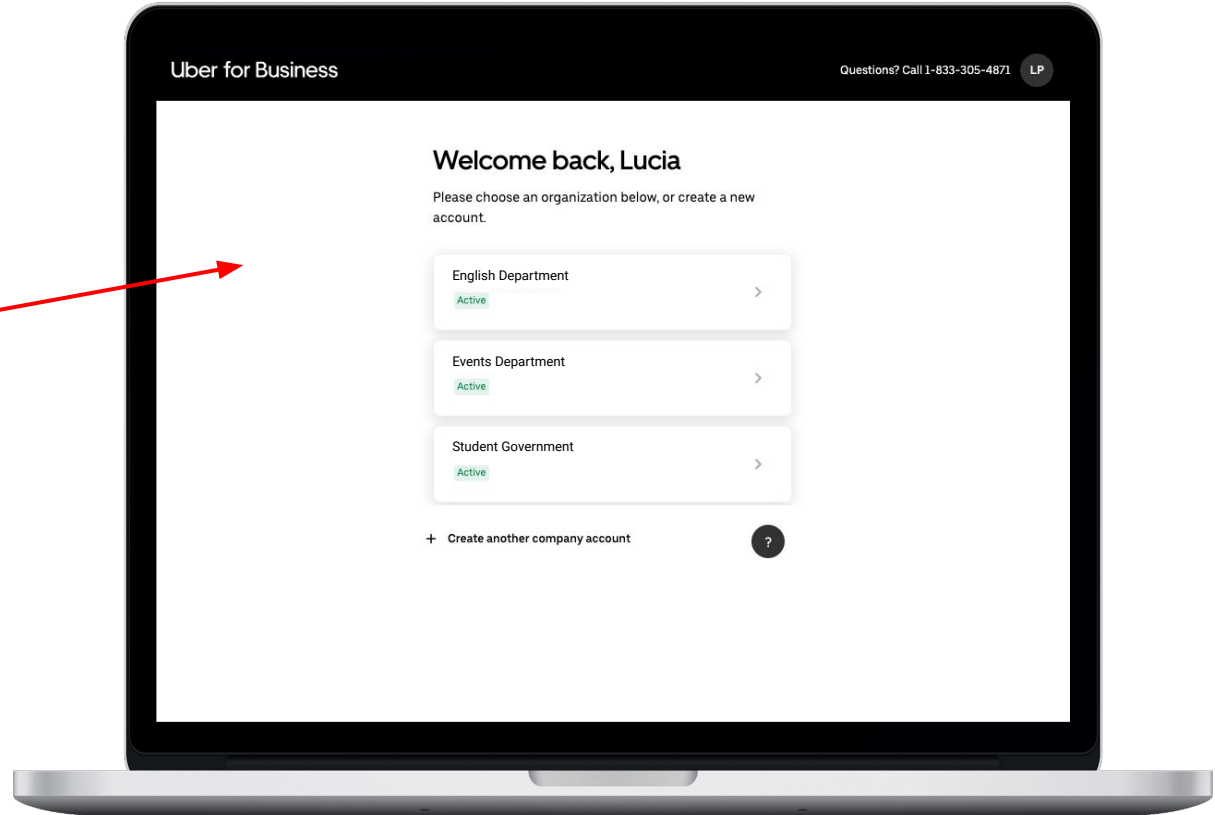 Uber for Business
Questions? Call 1-833-305-4871
LP
Welcome back, Lucia
Please choose an organization below, or create a new
account.
English Department
Active
Events Department
Active
Student Government
Active
+ Create another company account
?